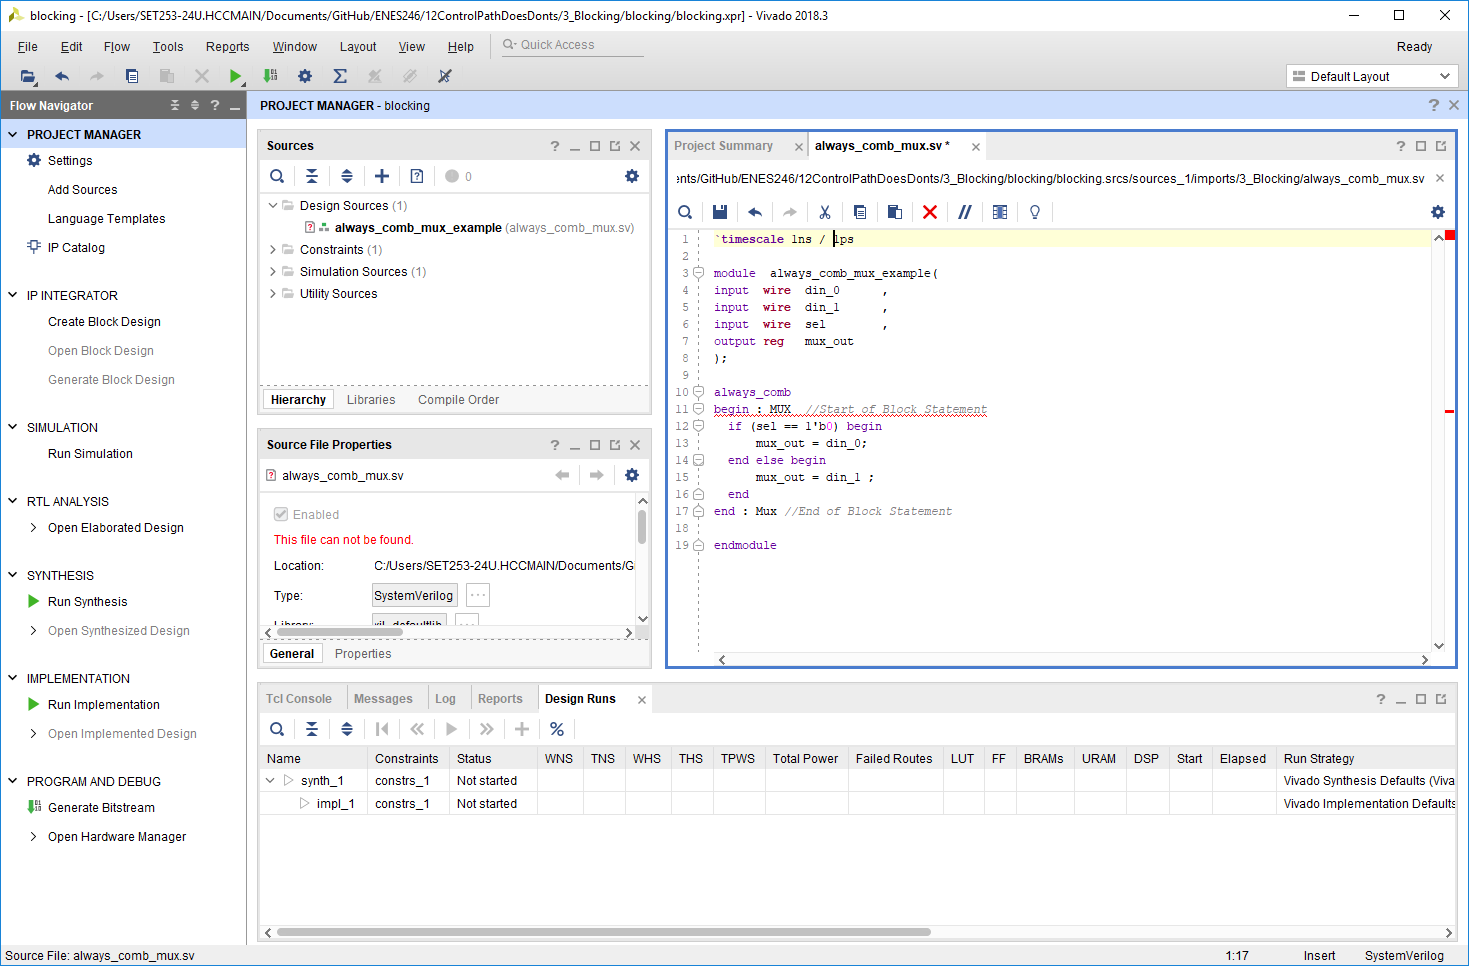 blocking - [C:/Users/SET253-24U.HCCMAIN/Documents/GitHub/ENES246/12ControlPathDoesDonts/3_Blocking/blocking/blocking.xpr] - Vivado 2018.3
File Edit Flow Tools Reports Window Layout View Help Quick Access Ready
Default Layout
Flow Navigator
PROJECT MANAGER
Settings
Add Sources
Language Templates
IP Catalog
IP INTEGRATOR
Create Block Design
Open Block Design
Generate Block Design
SIMULATION
Run Simulation
RTL ANALYSIS
Open Elaborated Design
SYNTHESIS
Run Synthesis
Open Synthesized Design
IMPLEMENTATION
Run Implementation
Open Implemented Design
PROGRAM AND DEBUG
Generate Bitstream
Open Hardware Manager
PROJECT MANAGER - blocking
Sources
0
Design Sources (1)
always_comb_mux_example (always_comb_mux.sv)
Constraints (1)
Simulation Sources (1)
Utility Sources
Hierarchy Libraries Compile Order
Source File Properties
always_comb_mux.sv
Enabled
This file can not be found.
Location: C:/Users/SET253-24U.HCCMAIN/Documents/G
Type: SystemVerilog ...
Library: xil_defaultlib ...
General Properties
Project Summary always_comb_mux.sv *
ents/GitHub/ENES246/12ControlPathDoesDonts/3_Blocking/blocking/blocking.srcs/sources_1/imports/3_Blocking/always_comb_mux.sv
1 `timescale 1ns / 1ps
2
3 module always_comb_mux_example(
4 input wire din_0 ,
5 input wire din_1 ,
6 input wire sel ,
7 output reg mux_out
8 );
9
10 always_comb
11 begin : MUX //Start of Block Statement
12 if (sel == 1'b0) begin
13 mux_out = din_0;
14 end else begin
15 mux_out = din_1 ;
16 end
17 end : Mux //End of Block Statement
18
19 endmodule
Tcl Console Messages Log Reports Design Runs
Name Constraints Status WNS TNS WHS THS TPWS Total Power Failed Routes LUT FF BRAMs URAM DSP Start Elapsed Run Strategy
synth_1 constrs_1 Not started Vivado Synthesis Defaults (Viva
impl_1 constrs_1 Not started Vivado Implementation Defaults
Source File: always_comb_mux.sv 1:17 Insert SystemVerilog